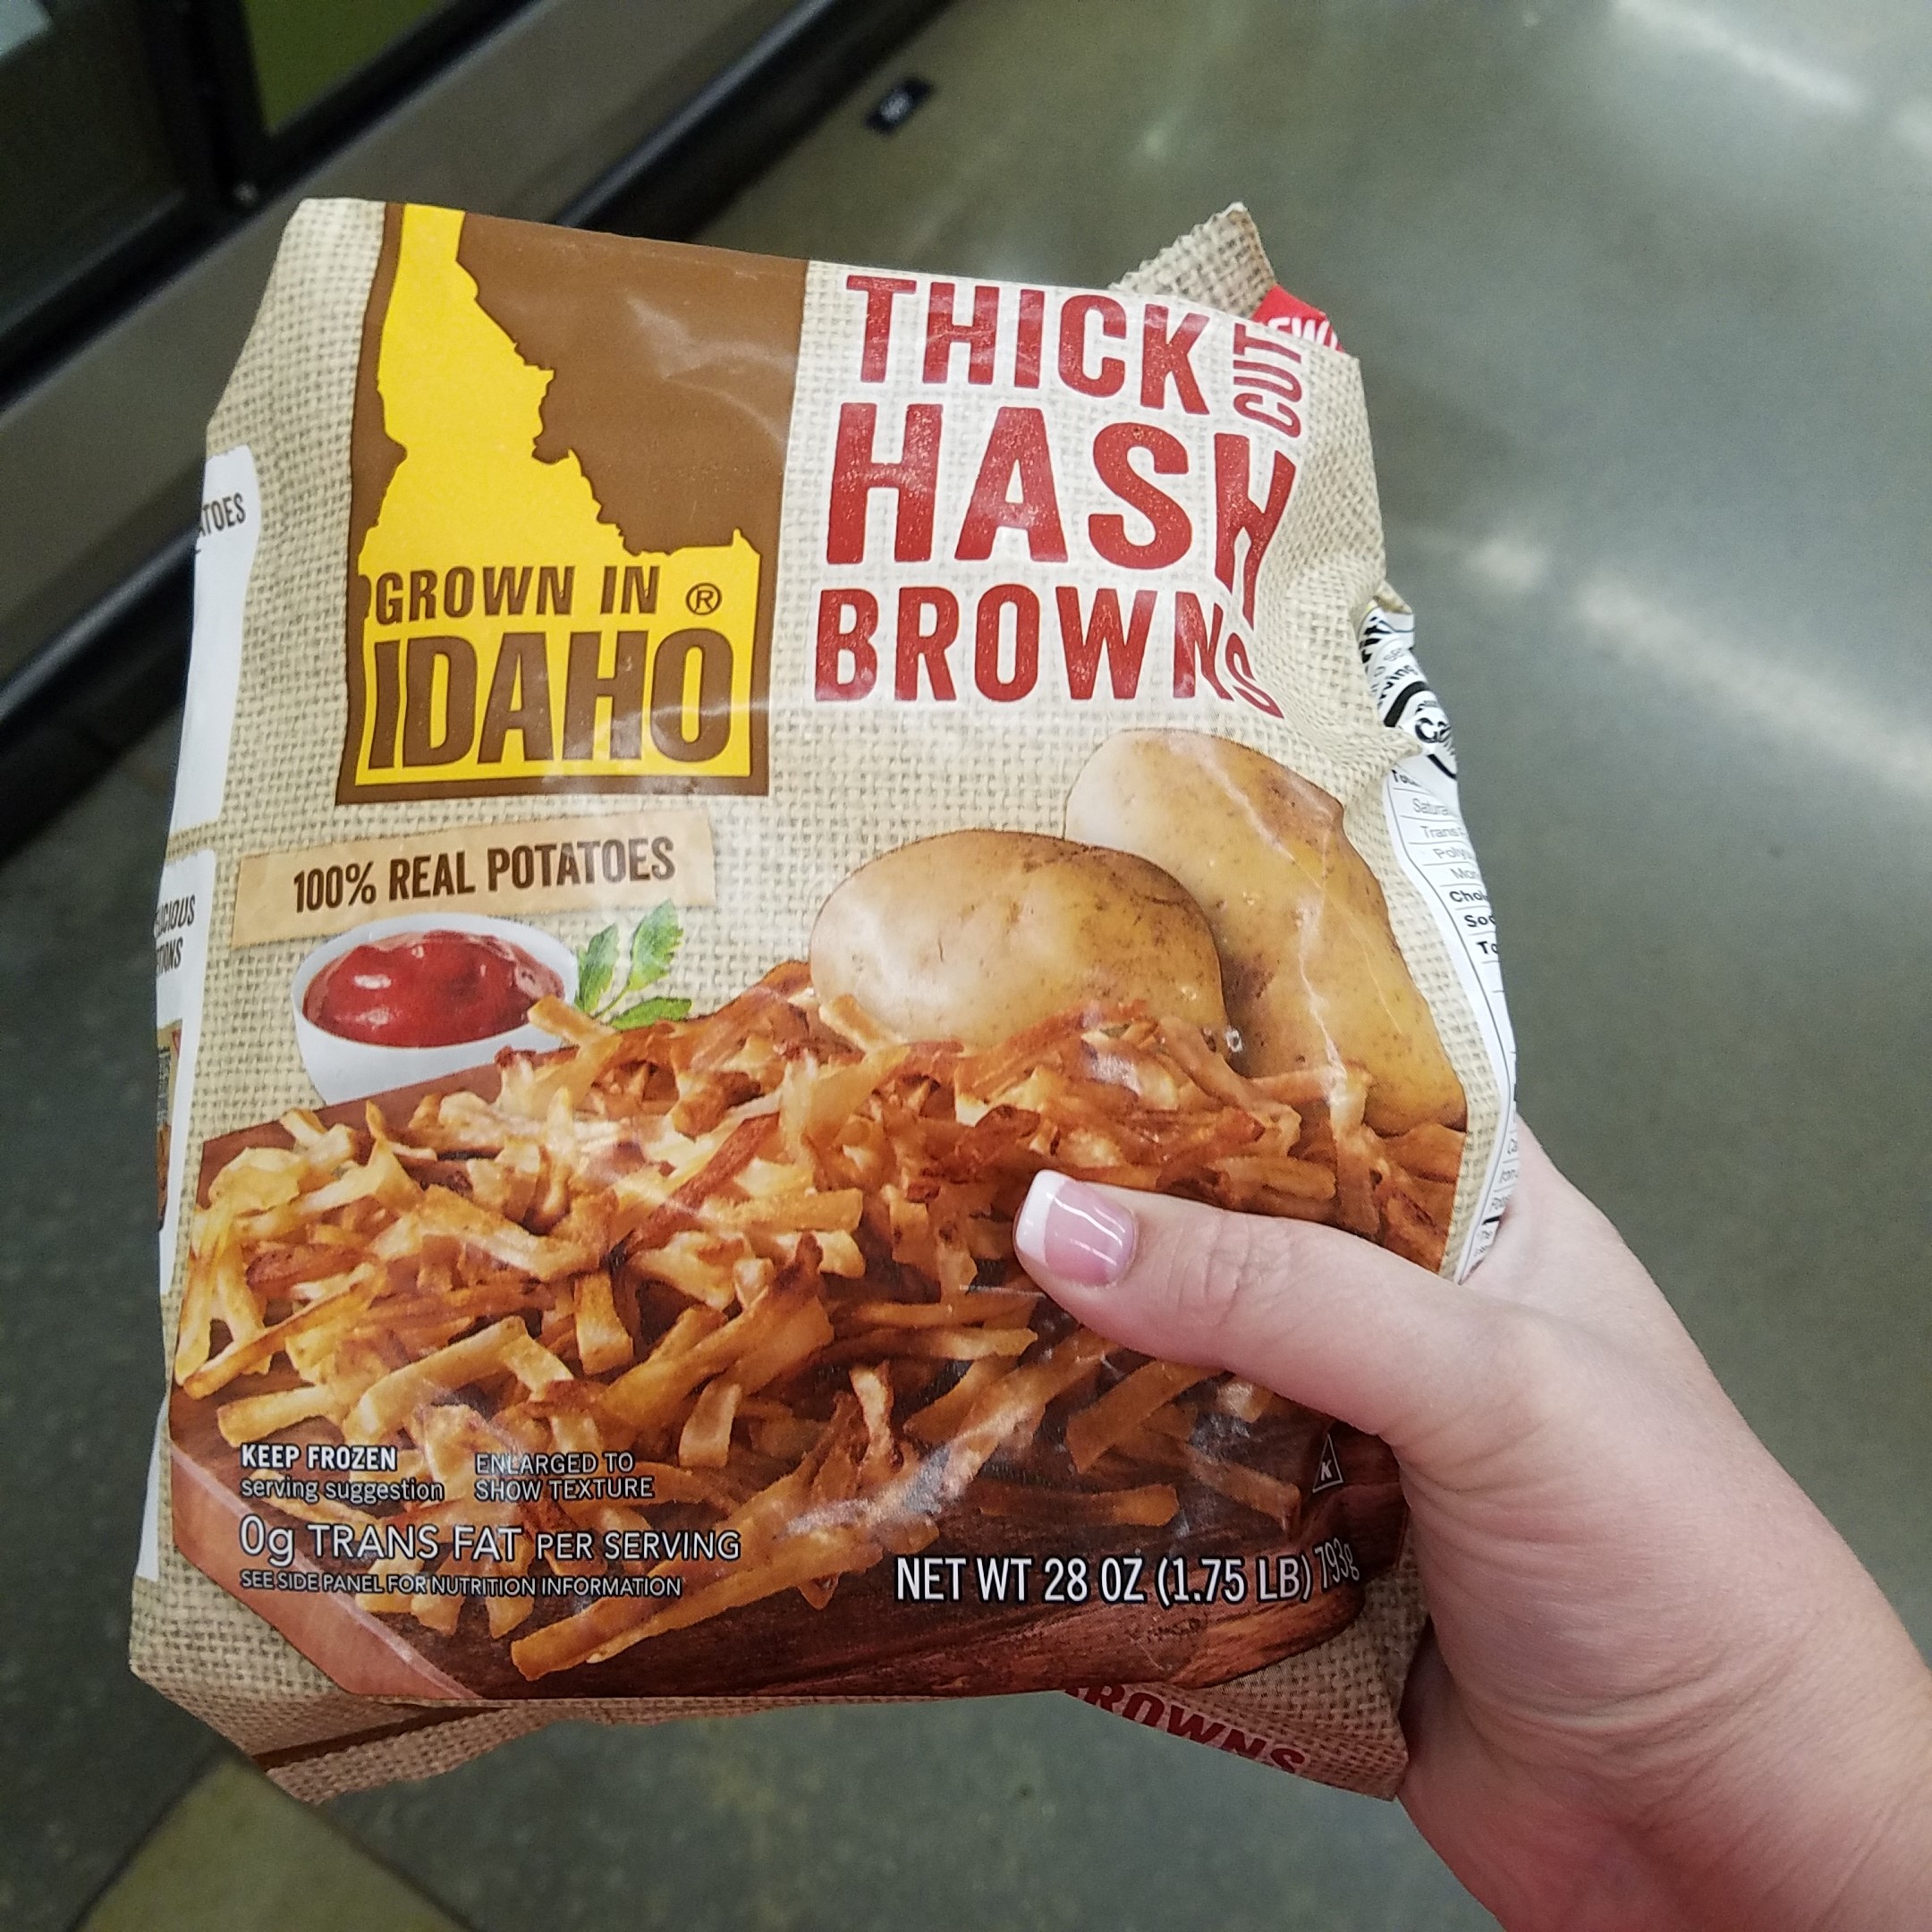 THICK CUT
HASH
BROWNS
GROWN IN ®
IDAHO
100% REAL POTATOES
KEEP FROZEN
serving suggestion
ENLARGED TO
SHOW TEXTURE
0g TRANS FAT PER SERVING
SEE SIDE PANEL FOR NUTRITION INFORMATION
NET WT 28 OZ (1.75 LB) 793g
K